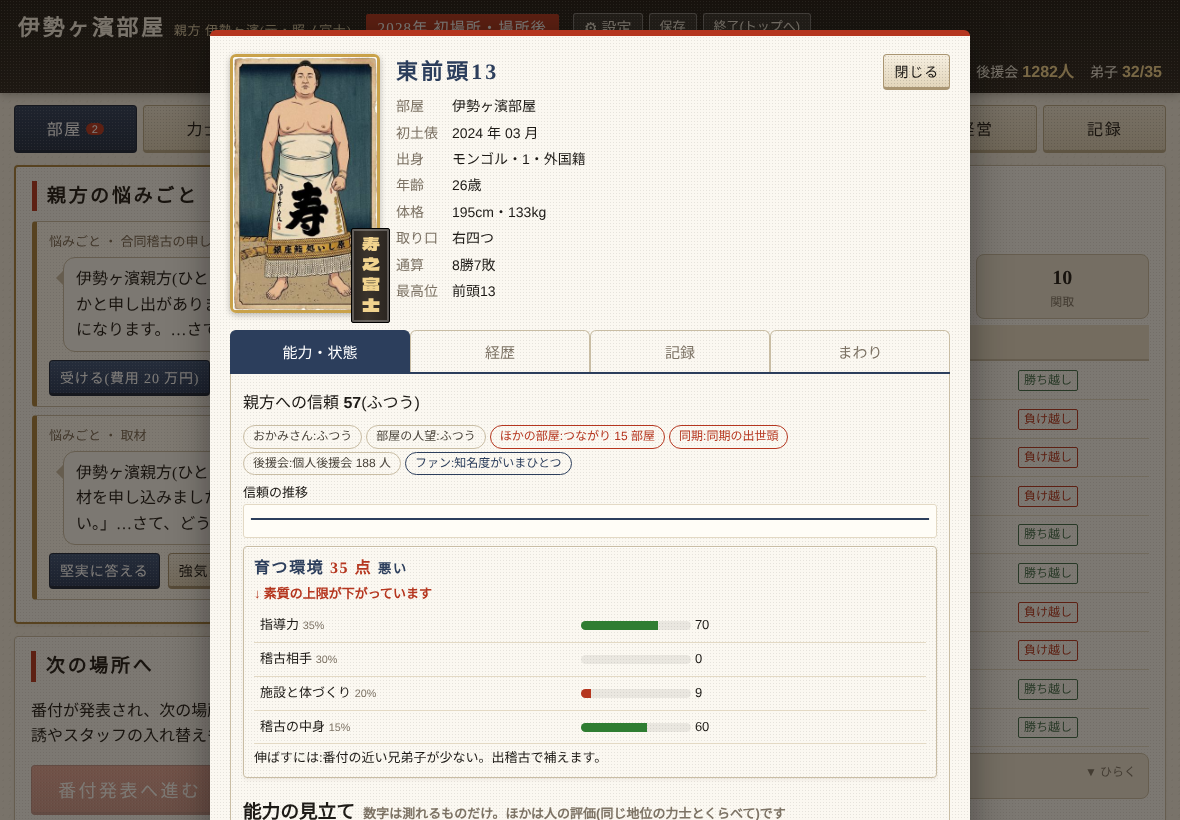 伊勢ヶ濱部屋
2028年 初場所・場所後
⚙ 設定
保存
終了(トップへ)
後援会 1282人
弟子 32/35
部屋 2
記録
親方の悩みごと
悩みごと ・ 合同稽古の申し
伊勢ヶ濱親方(ひと
かと申し出がありま
になります。…さて
受ける(費用 20 万円)
悩みごと ・ 取材
伊勢ヶ濱親方(ひと
材を申し込みました
い。」…さて、どう
堅実に答える
強気
次の場所へ
番付が発表され、次の場所
誘やスタッフの入れ替え
番付発表へ進む
東前頭13
閉じる
部屋 伊勢ヶ濱部屋
初土俵 2024 年 03 月
出身 モンゴル・1・外国籍
年齢 26歳
体格 195cm・133kg
取り口 右四つ
通算 8勝7敗
最高位 前頭13
寿
寿之富士
能力・状態
経歴
記録
まわり
親方への信頼 57(ふつう)
おかみさん:ふつう
部屋の人望:ふつう
ほかの部屋:つながり 15 部屋
同期:同期の出世頭
後援会:個人後援会 188 人
ファン:知名度がいまひとつ
信頼の推移
育つ環境 35 点 悪い
↓ 素質の上限が下がっています
指導力 35% 70
稽古相手 30% 0
施設と体づくり 20% 9
稽古の中身 15% 60
伸ばすには:番付の近い兄弟子が少ない。出稽古で補えます。
能力の見立て 数字は測れるものだけ。ほかは人の評価(同じ地位の力士とくらべて)です
10
関取
勝ち越し
負け越し
負け越し
負け越し
勝ち越し
勝ち越し
負け越し
負け越し
勝ち越し
勝ち越し
▼ ひらく